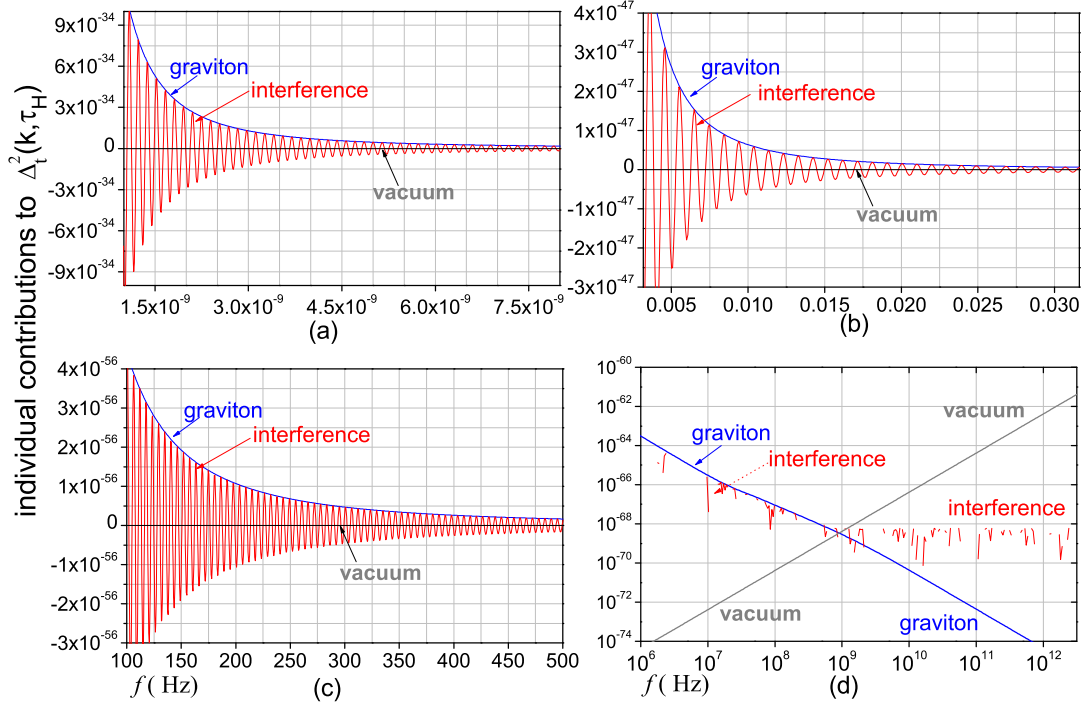 individual contributions to Δ_t^2(k,τ_H)
9x10^-34
6x10^-34
3x10^-34
0
-3x10^-34
-6x10^-34
-9x10^-34
graviton
interference
vacuum
1.5x10^-9 3.0x10^-9 4.5x10^-9 6.0x10^-9 7.5x10^-9
(a)
4x10^-47
3x10^-47
2x10^-47
1x10^-47
0
-1x10^-47
-2x10^-47
-3x10^-47
graviton
interference
vacuum
0.005 0.010 0.015 0.020 0.025 0.030
(b)
4x10^-56
3x10^-56
2x10^-56
1x10^-56
0
-1x10^-56
-2x10^-56
-3x10^-56
graviton
interference
vacuum
100 150 200 250 300 350 400 450 500
f ( Hz)
(c)
10^-60
10^-62
10^-64
10^-66
10^-68
10^-70
10^-72
10^-74
vacuum
graviton
interference
interference
vacuum
graviton
10^6 10^7 10^8 10^9 10^10 10^11 10^12
f ( Hz)
(d)